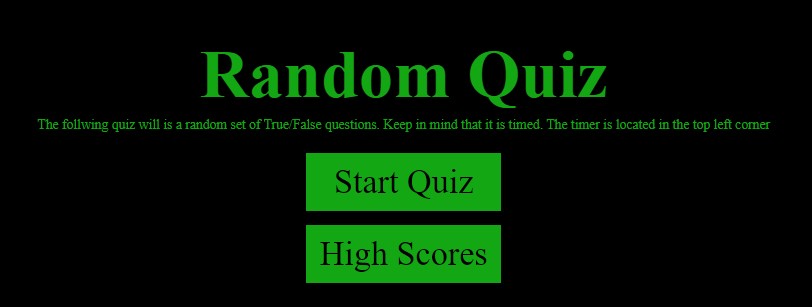 Random Quiz
The follwing quiz will is a random set of True/False questions. Keep in mind that it is timed. The timer is located in the top left corner
Start Quiz
High Scores